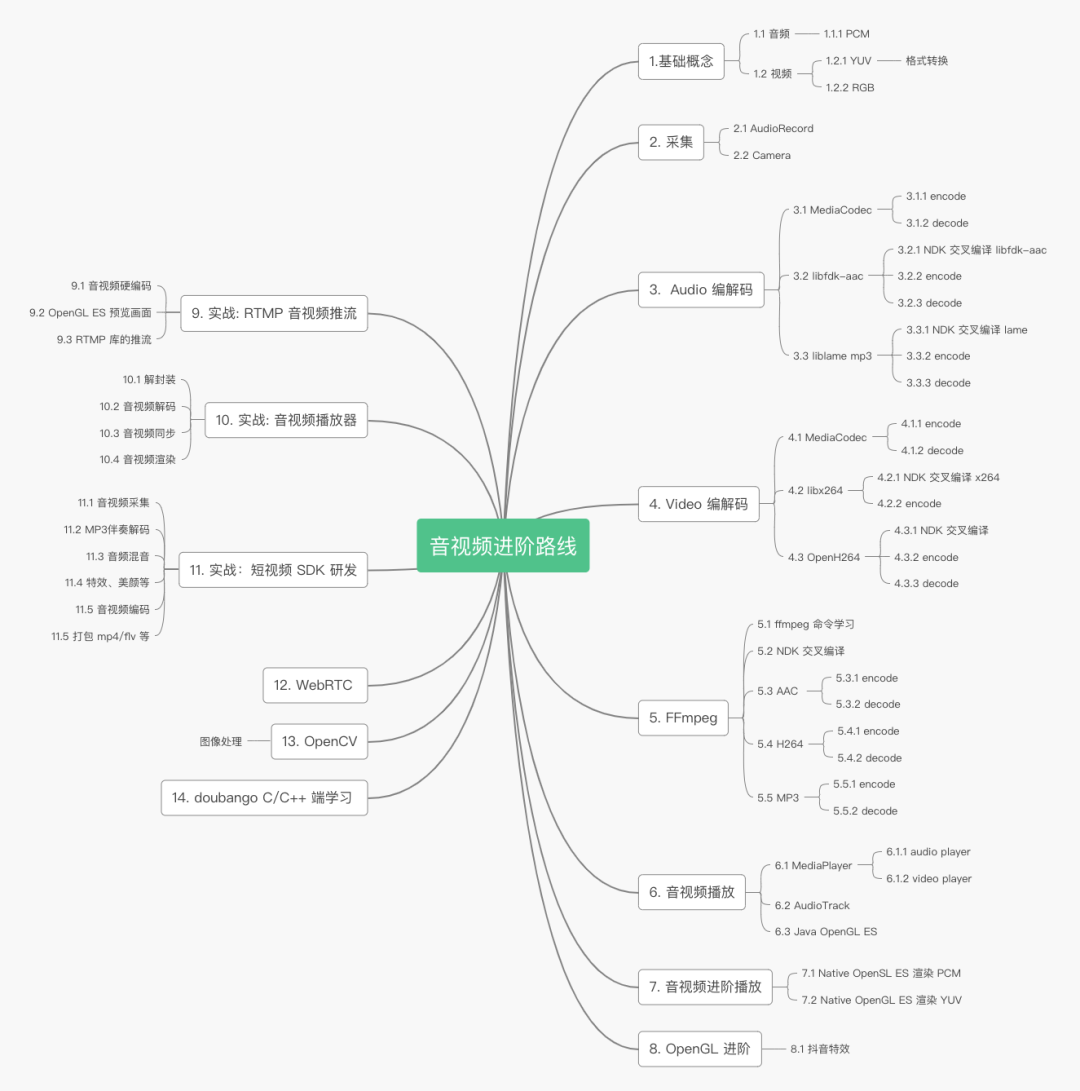 音视频进阶路线
1.基础概念
1.1 音频
1.1.1 PCM
1.2 视频
1.2.1 YUV
格式转换
1.2.2 RGB
2. 采集
2.1 AudioRecord
2.2 Camera
3. Audio 编解码
3.1 MediaCodec
3.1.1 encode
3.1.2 decode
3.2 libfdk-aac
3.2.1 NDK 交叉编译 libfdk-aac
3.2.2 encode
3.2.3 decode
3.3 liblame mp3
3.3.1 NDK 交叉编译 lame
3.3.2 encode
3.3.3 decode
4. Video 编解码
4.1 MediaCodec
4.1.1 encode
4.1.2 decode
4.2 libx264
4.2.1 NDK 交叉编译 x264
4.2.2 encode
4.3 OpenH264
4.3.1 NDK 交叉编译
4.3.2 encode
4.3.3 decode
5. FFmpeg
5.1 ffmpeg 命令学习
5.2 NDK 交叉编译
5.3 AAC
5.3.1 encode
5.3.2 decode
5.4 H264
5.4.1 encode
5.4.2 decode
5.5 MP3
5.5.1 encode
5.5.2 decode
6. 音视频播放
6.1 MediaPlayer
6.1.1 audio player
6.1.2 video player
6.2 AudioTrack
6.3 Java OpenGL ES
7. 音视频进阶播放
7.1 Native OpenSL ES 渲染 PCM
7.2 Native OpenGL ES 渲染 YUV
8. OpenGL 进阶
8.1 抖音特效
9. 实战: RTMP 音视频推流
9.1 音视频硬编码
9.2 OpenGL ES 预览画面
9.3 RTMP 库的推流
10. 实战: 音视频播放器
10.1 解封装
10.2 音视频解码
10.3 音视频同步
10.4 音视频渲染
11. 实战：短视频 SDK 研发
11.1 音视频采集
11.2 MP3伴奏解码
11.3 音频混音
11.4 特效、美颜等
11.5 音视频编码
11.5 打包 mp4/flv 等
12. WebRTC
13. OpenCV
图像处理
14. doubango C/C++ 端学习